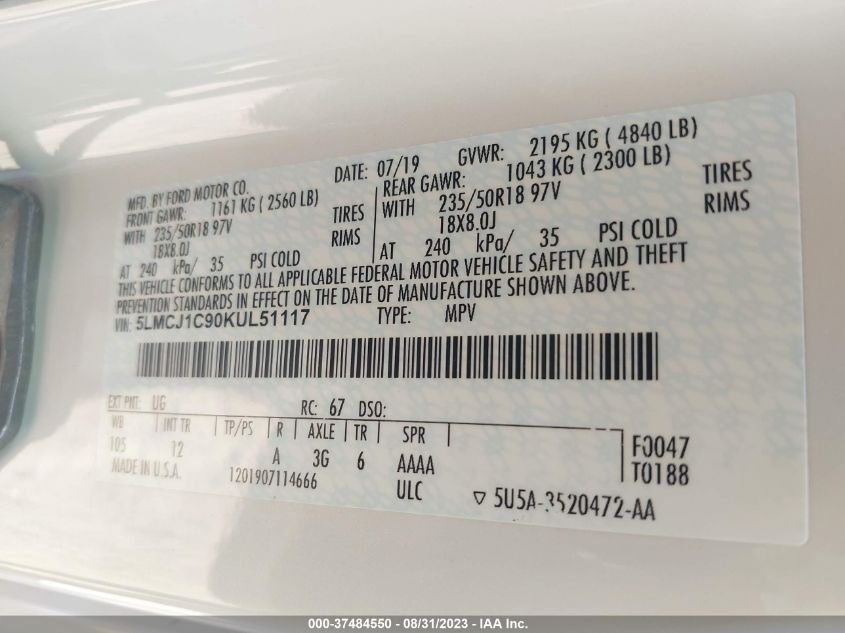 MFD. BY FORD MOTOR CO.
DATE: 07/19 GVWR: 2195 KG ( 4840 LB)
FRONT GAWR: 1161 KG ( 2560 LB) REAR GAWR: 1043 KG ( 2300 LB)
WITH 235/50R18 97V TIRES WITH 235/50R18 97V TIRES
18X8.0J RIMS 18X8.0J RIMS
AT 240 kPa/ 35 PSI COLD AT 240 kPa/ 35 PSI COLD
THIS VEHICLE CONFORMS TO ALL APPLICABLE FEDERAL MOTOR VEHICLE SAFETY AND THEFT
PREVENTION STANDARDS IN EFFECT ON THE DATE OF MANUFACTURE SHOWN ABOVE.
VIN: 5LMCJ1C90KUL51117 TYPE: MPV
EXT PNT: UG RC: 67 DSO:
WB INT TR TP/PS R AXLE TR SPR
105 12 A 3G 6 AAAA F0047
MADE IN U.S.A. 1201907114666 ULC T0188
▽ 5U5A-3520472-AA
000-37484550 - 08/31/2023 - IAA Inc.